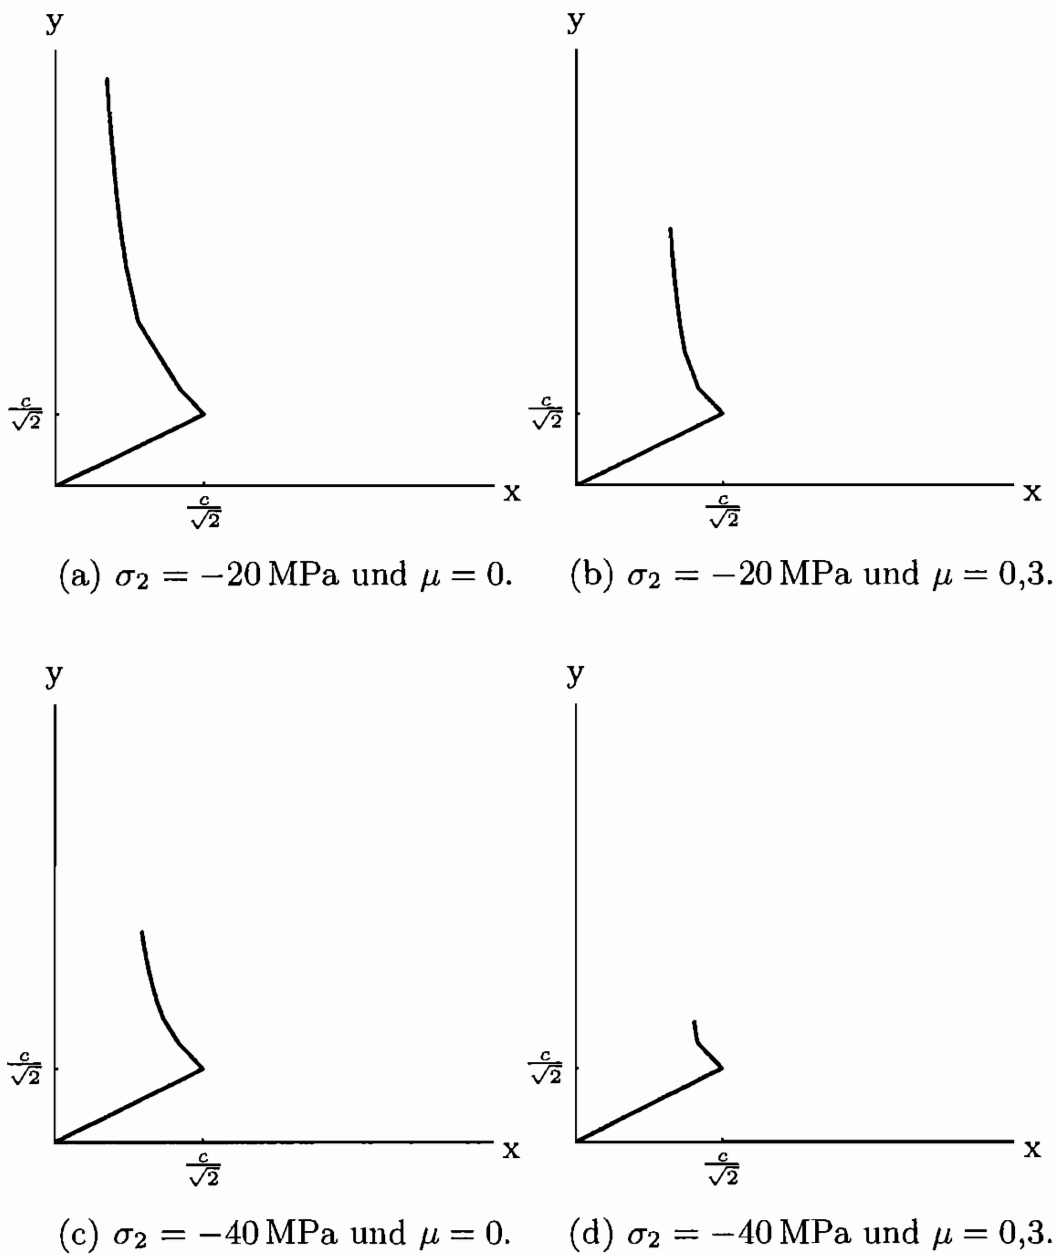 y
y
c/√2
c/√2
x
x
c/√2
c/√2
(a) σ₂ = −20 MPa und μ = 0.
(b) σ₂ = −20 MPa und μ = 0,3.
y
y
c/√2
c/√2
x
x
c/√2
c/√2
(c) σ₂ = −40 MPa und μ = 0.
(d) σ₂ = −40 MPa und μ = 0,3.